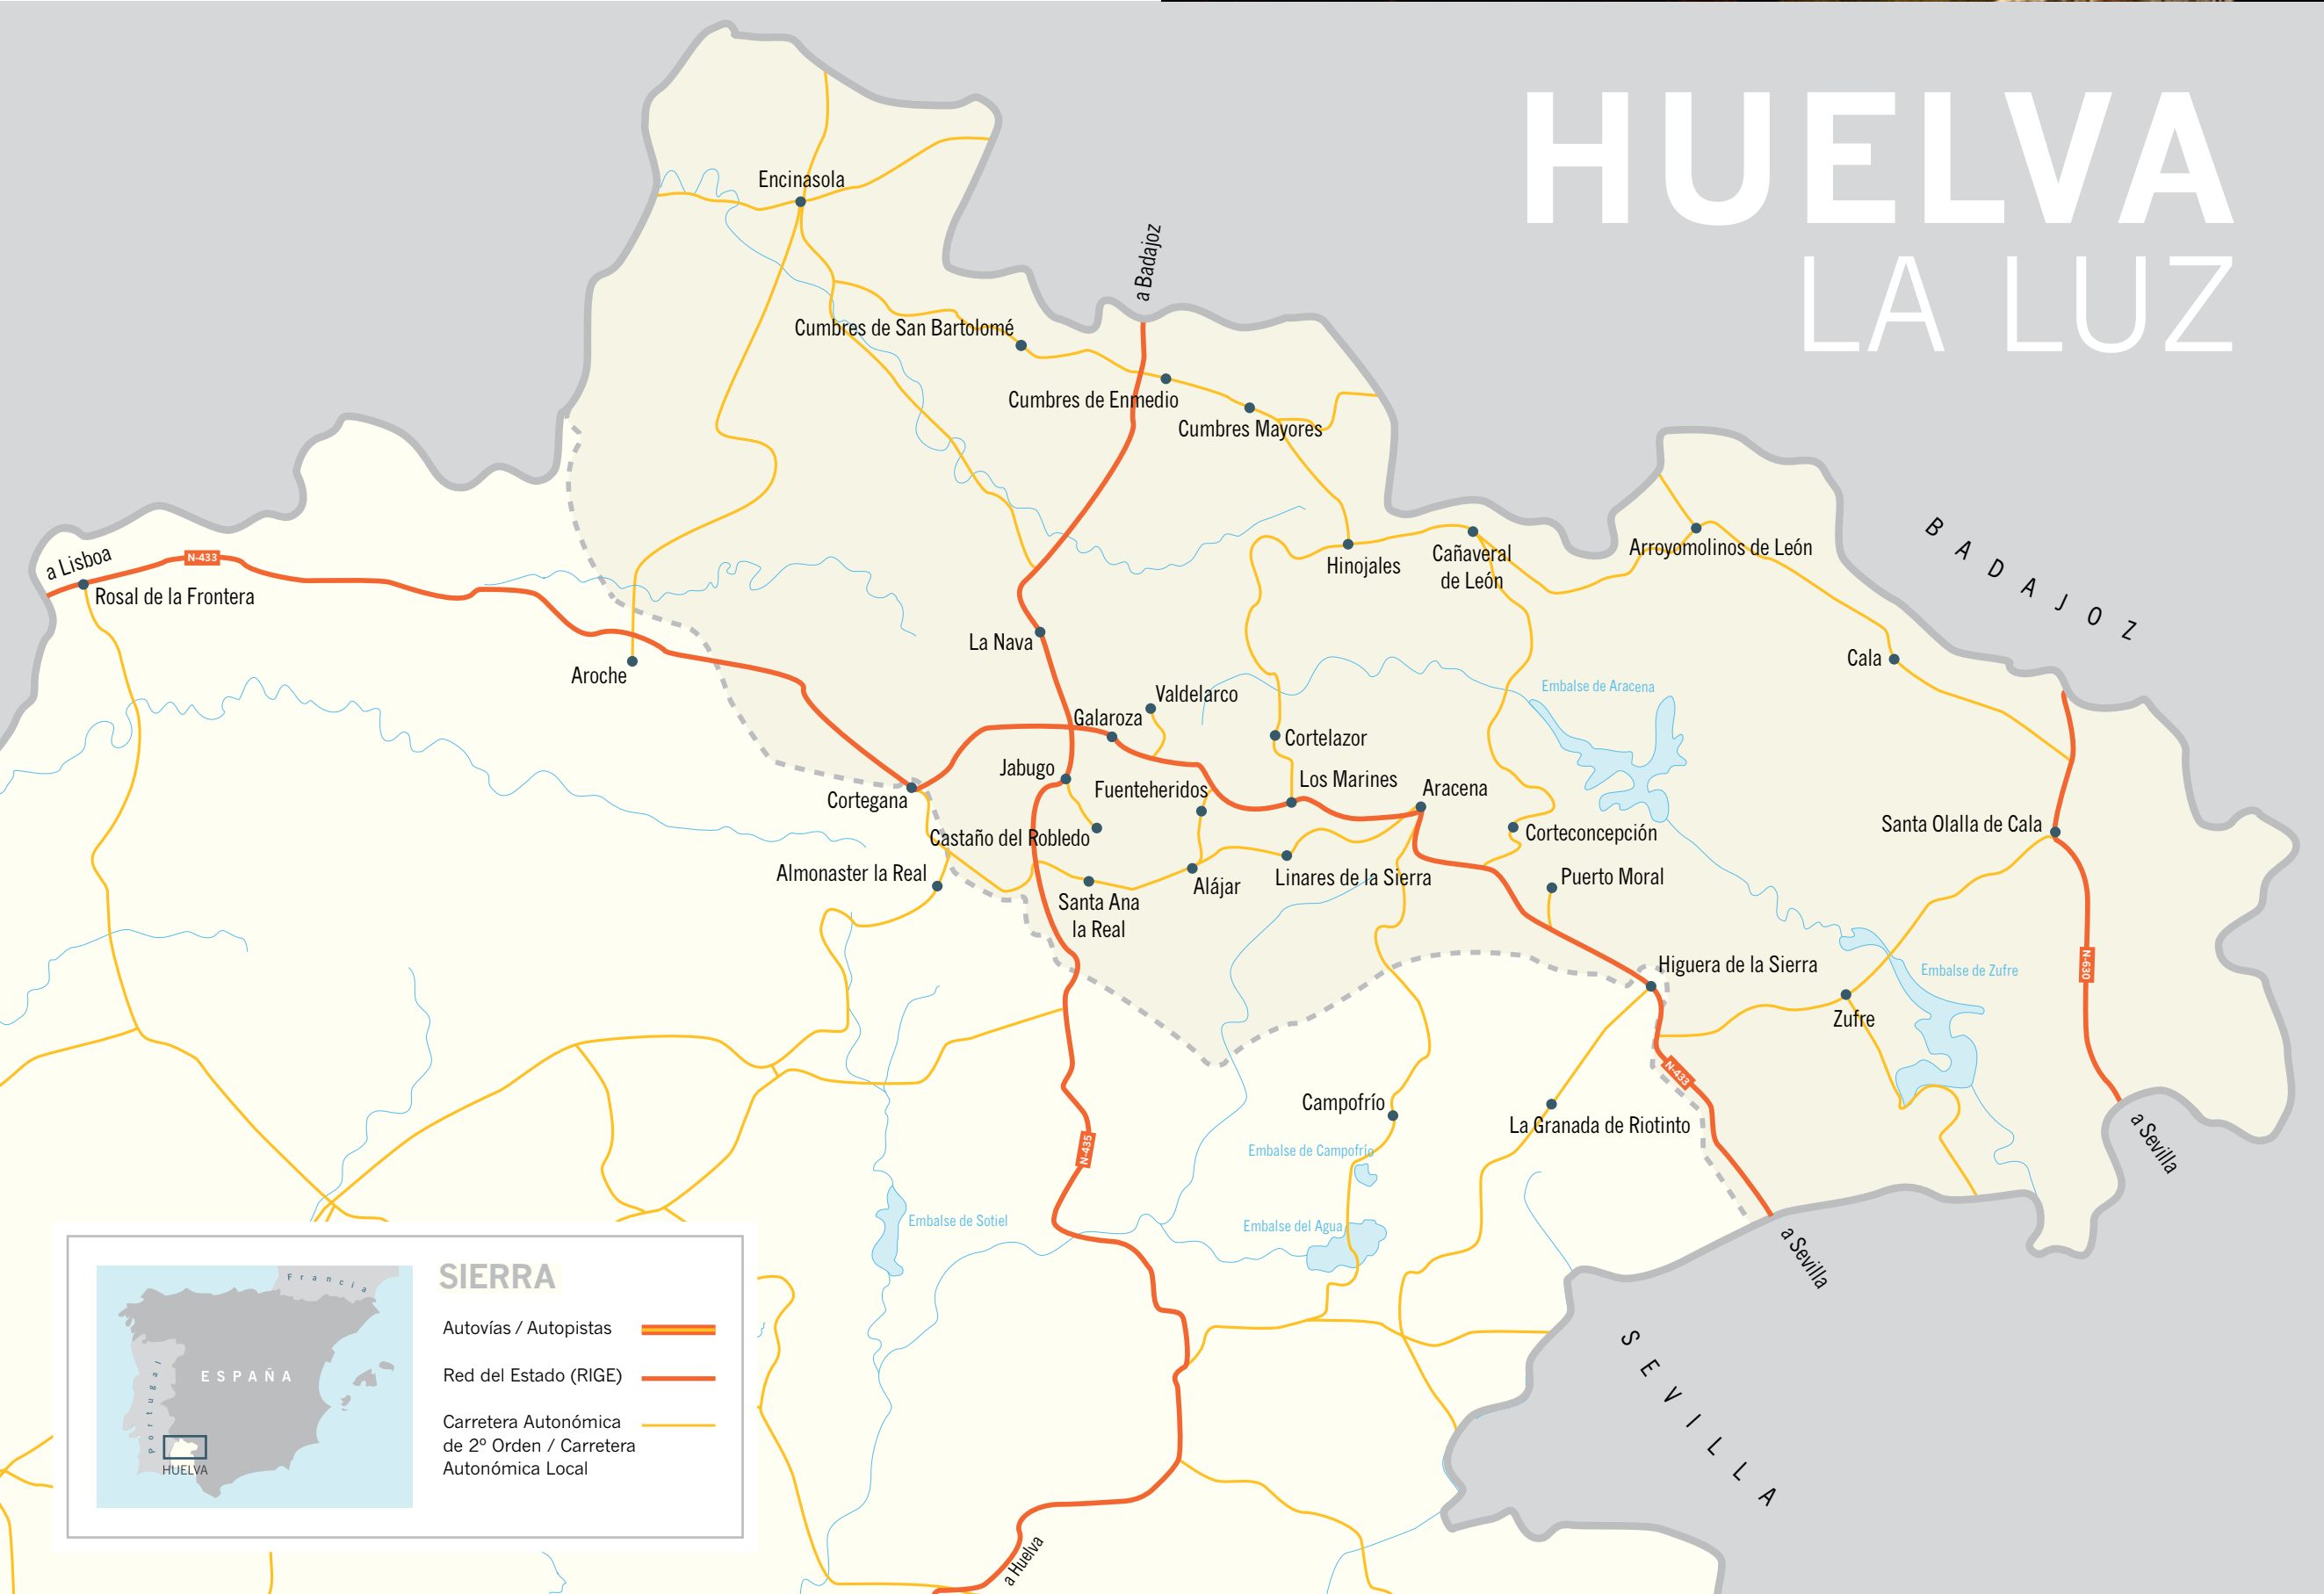 HUELVA
LA LUZ
Encinasola
a Badajoz
Cumbres de San Bartolomé
Cumbres de Enmedio
Cumbres Mayores
BADAJOZ
a Lisboa
N-433
Rosal de la Frontera
Hinojales
Cañaveral
de León
Arroyomolinos de León
La Nava
Aroche
Cala
Embalse de Aracena
Valdelarco
Galaroza
Cortelazor
Jabugo
Los Marines
Fuenteheridos
Aracena
Cortegana
Castaño del Robledo
Corteconcepción
Santa Olalla de Cala
Almonaster la Real
Alájar
Linares de la Sierra
Puerto Moral
Santa Ana
la Real
Higuera de la Sierra
N-630
Embalse de Zufre
Zufre
N-433
Campofrío
La Granada de Riotinto
a Sevilla
N-435
Embalse de Campofrío
Embalse de Sotiel
Embalse del Agua
a Sevilla
SEVILLA
a Huelva
SIERRA
Francia
Portugal
ESPAÑA
HUELVA
Autovías / Autopistas
Red del Estado (RIGE)
Carretera Autonómica
de 2º Orden / Carretera
Autonómica Local